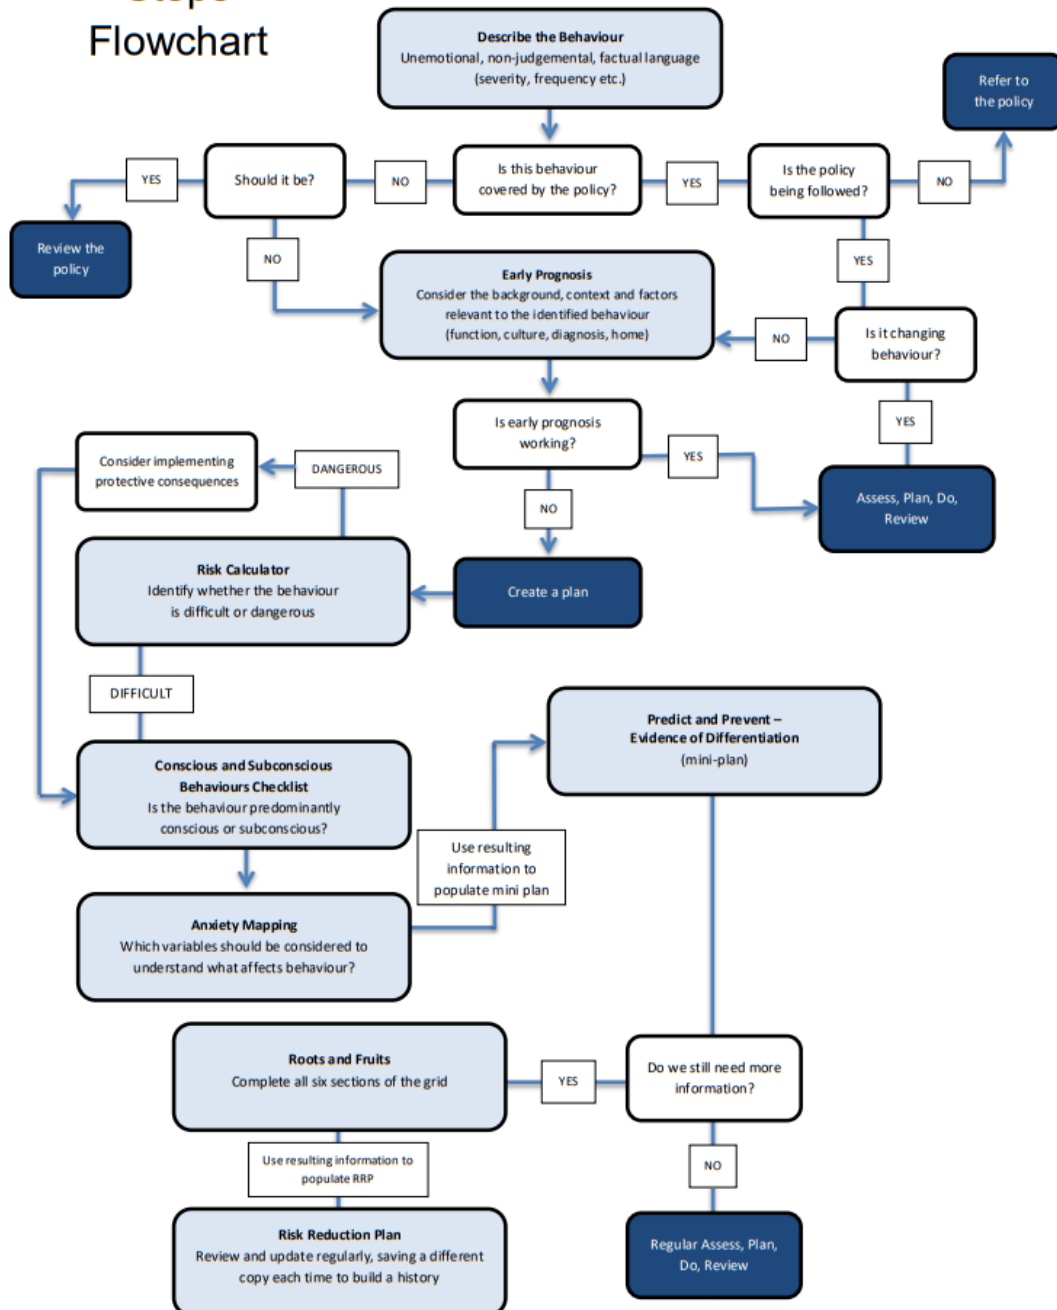 Steps
Flowchart
Describe the Behaviour
Unemotional, non-judgemental, factual language
(severity, frequency etc.)
Refer to
the policy
YES
Should it be?
NO
Is this behaviour
covered by the policy?
YES
Is the policy
being followed?
NO
Review the
policy
NO
YES
Early Prognosis
Consider the background, context and factors
relevant to the identified behaviour
(function, culture, diagnosis, home)
NO
Is it changing
behaviour?
YES
Is early prognosis
working?
YES
Consider implementing
protective consequences
DANGEROUS
NO
Assess, Plan, Do,
Review
Risk Calculator
Identify whether the behaviour
is difficult or dangerous
Create a plan
DIFFICULT
Predict and Prevent –
Evidence of Differentiation
(mini-plan)
Conscious and Subconscious
Behaviours Checklist
Is the behaviour predominantly
conscious or subconscious?
Use resulting
information to
populate mini plan
Anxiety Mapping
Which variables should be considered to
understand what affects behaviour?
Roots and Fruits
Complete all six sections of the grid
YES
Do we still need more
information?
Use resulting information to
populate RRP
NO
Risk Reduction Plan
Review and update regularly, saving a different
copy each time to build a history
Regular Assess, Plan,
Do, Review